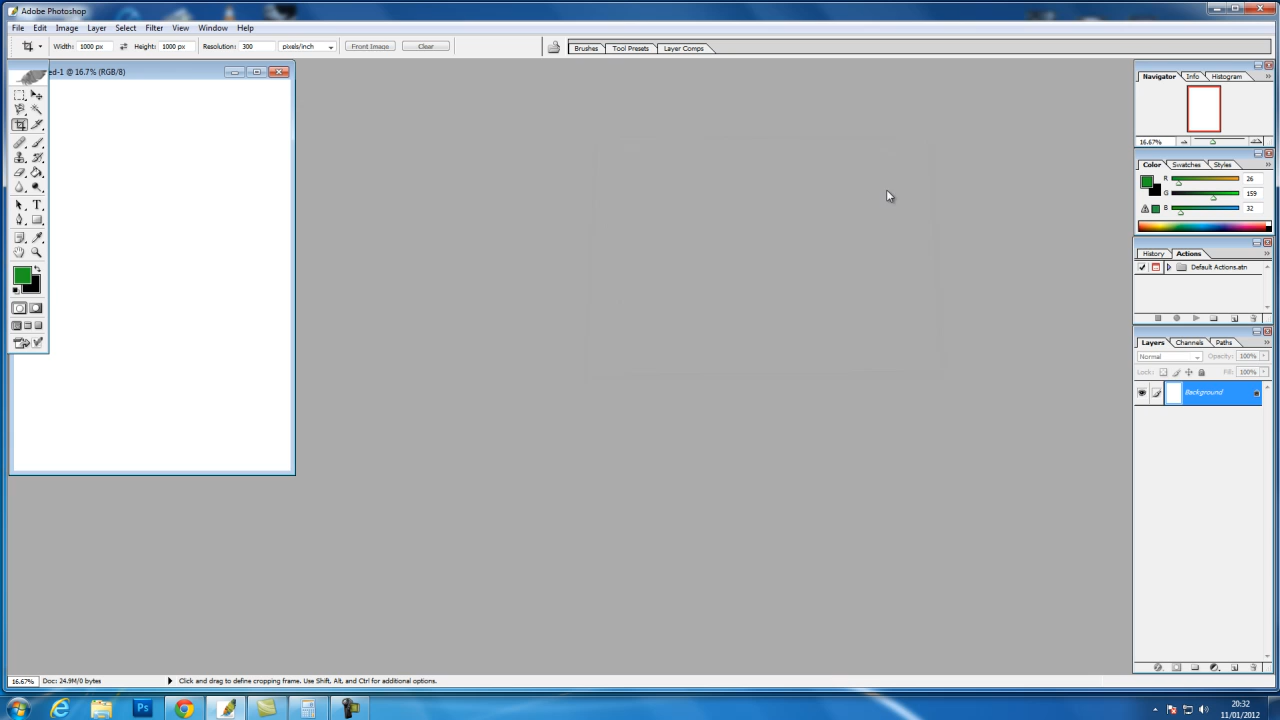 Adobe Photoshop
File Edit Image Layer Select Filter View Window Help
Width: 1000 px Height: 1000 px Resolution: 300 pixels/inch Front Image Clear Brushes Tool Presets Layer Comps
ed-1 @ 16.7% (RGB/8)
Navigator Info Histogram
16.67%
Color Swatches Styles
R 26
G 159
B 32
History Actions
Default Actions.atn
Layers Channels Paths
Normal Opacity: 100%
Lock: Fill: 100%
Background
16.67% Doc: 24.9M/0 bytes Click and drag to define cropping frame. Use Shift, Alt, and Ctrl for additional options.
Ps
20:32
11/01/2012